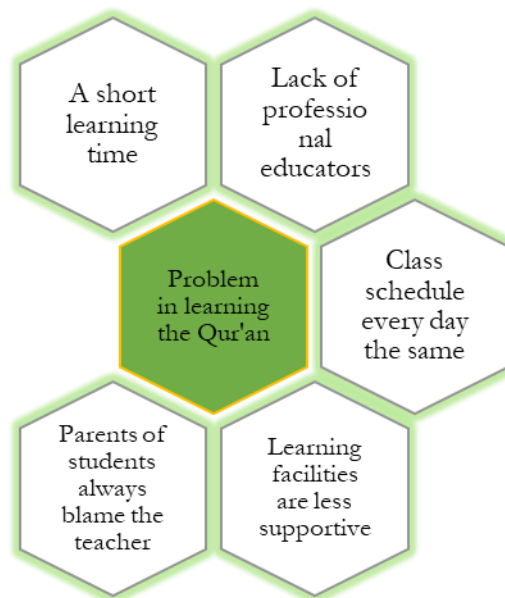 A short
learning
time
Lack of
professio
nal
educators
Problem
in learning
the Qur'an
Class
schedule
every day
the same
Parents of
students
always
blame the
teacher
Learning
facilities
are less
supportive